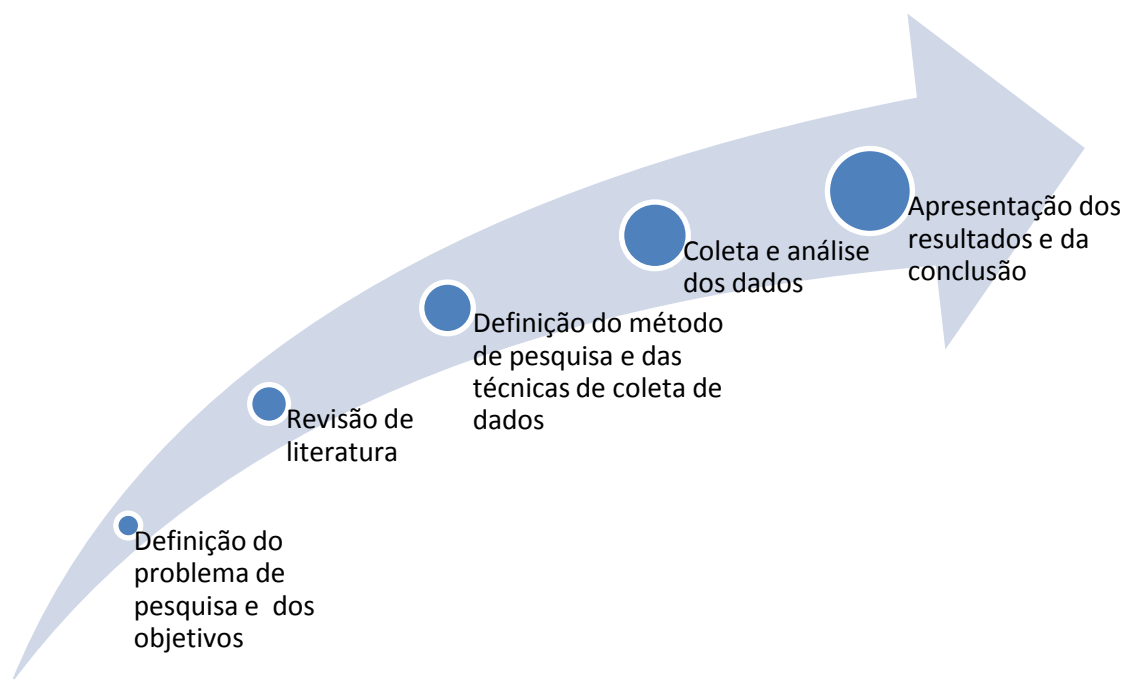 Definição do
problema de
pesquisa e dos
objetivos
Revisão de
literatura
Definição do método
de pesquisa e das
técnicas de coleta de
dados
Coleta e análise
dos dados
Apresentação dos
resultados e da
conclusão